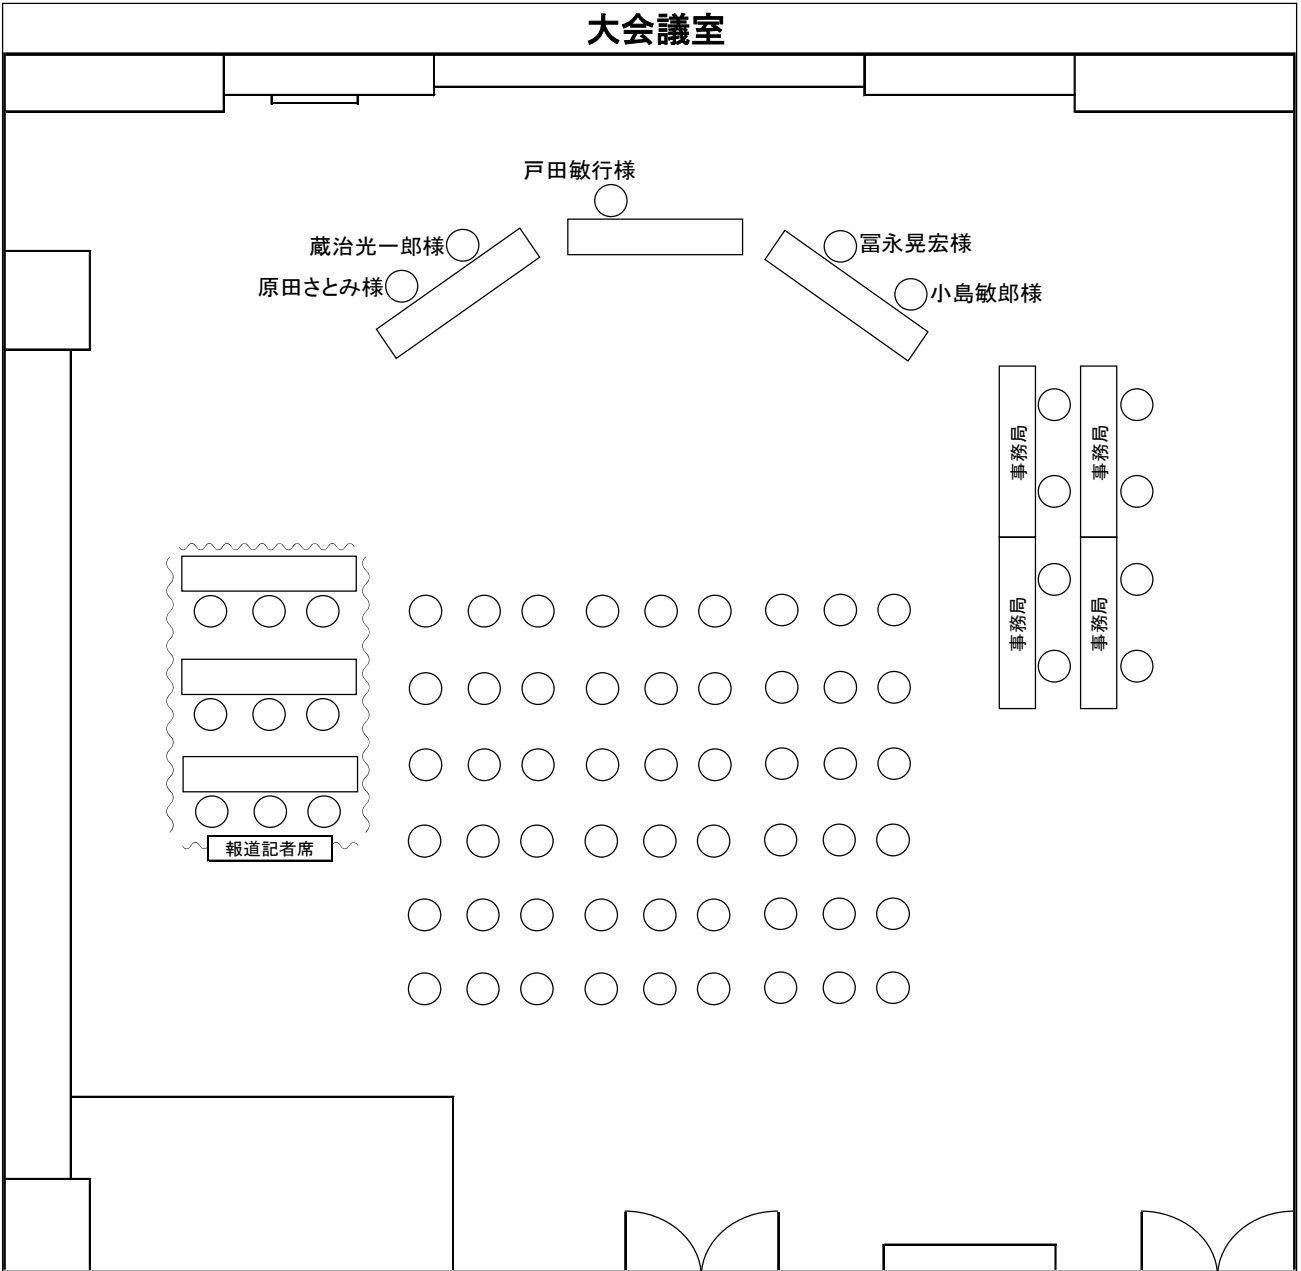 大会議室
戸田敏行様
蔵治光一郎様
冨永晃宏様
原田さとみ様
小島敏郎様
事務局
事務局
事務局
事務局
報道記者席